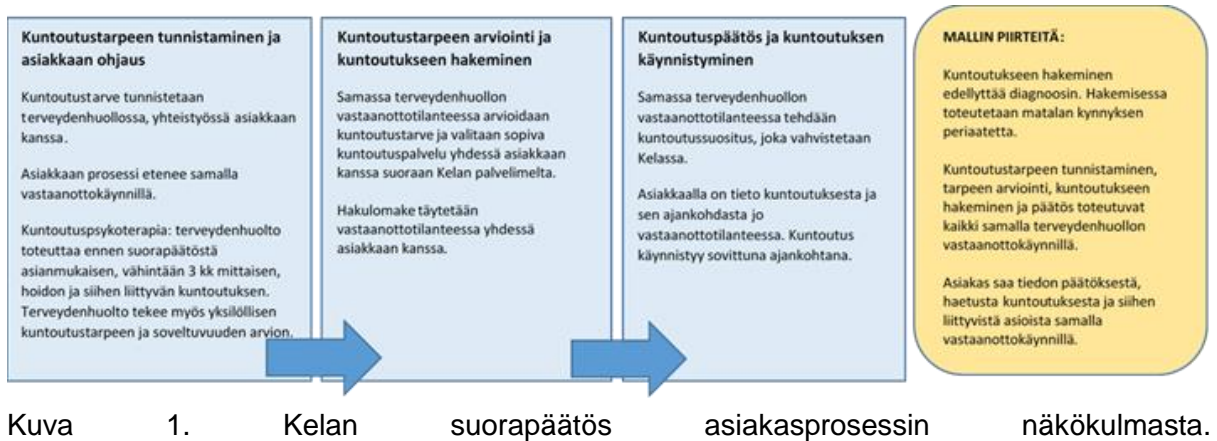 Kuntoutustarpeen tunnistaminen ja
asiakkaan ohjaus
Kuntoutustarve tunnistetaan
terveydenhuollossa, yhteistyössä asiakkaan
kanssa.
Asiakkaan prosessi etenee samalla
vastaanottokäynnillä.
Kuntoutuspsykoterapia: terveydenhuolto
toteuttaa ennen suorapäätöstä
asianmukaisen, vähintään 3 kk mittaisen,
hoidon ja siihen liittyvän kuntoutuksen.
Terveydenhuolto tekee myös yksilöllisen
kuntoutustarpeen ja soveltuvuuden arvion.
Kuntoutustarpeen arviointi ja
kuntoutukseen hakeminen
Samassa terveydenhuollon
vastaanottotilanteessa arvioidaan
kuntoutustarve ja valitaan sopiva
kuntoutuspalvelu yhdessä asiakkaan
kanssa suoraan Kelan palvelimelta.
Hakulomake täytetään
vastaanottotilanteessa yhdessä
asiakkaan kanssa.
Kuntoutuspäätös ja kuntoutuksen
käynnistyminen
Samassa terveydenhuollon
vastaanottotilanteessa tehdään
kuntoutussuositus, joka vahvistetaan
Kelassa.
Asiakkaalla on tieto kuntoutuksesta ja
sen ajankohdasta jo
vastaanottotilanteessa. Kuntoutus
käynnistyy sovittuna ajankohtana.
MALLIN PIIRTEITÄ:
Kuntoutukseen hakeminen
edellyttää diagnoosin. Hakemisessa
toteutetaan matalan kynnyksen
periaatetta.
Kuntoutustarpeen tunnistaminen,
tarpeen arviointi, kuntoutukseen
hakeminen ja päätös toteutuvat
kaikki samalla terveydenhuollon
vastaanottokäynnillä.
Asiakas saa tiedon päätöksestä,
haetusta kuntoutuksesta ja siihen
liittyvistä asioista samalla
vastaanottokäynnillä.
Kuva 1. Kelan suorapäätös asiakasprosessin näkökulmasta.